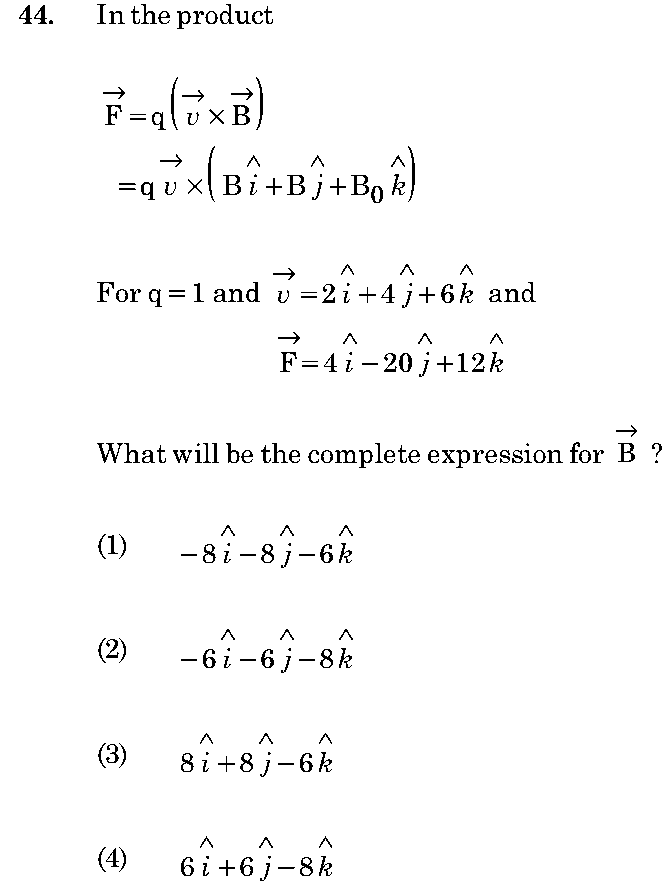 44. In the product
F⃗ = q(v⃗ × B⃗)
= q v⃗ × (B î + B ĵ + B₀ k̂)
For q = 1 and v⃗ = 2 î + 4 ĵ + 6 k̂ and
F⃗ = 4 î − 20 ĵ + 12 k̂
What will be the complete expression for B⃗ ?
(1) −8 î − 8 ĵ − 6 k̂
(2) −6 î − 6 ĵ − 8 k̂
(3) 8 î + 8 ĵ − 6 k̂
(4) 6 î + 6 ĵ − 8 k̂